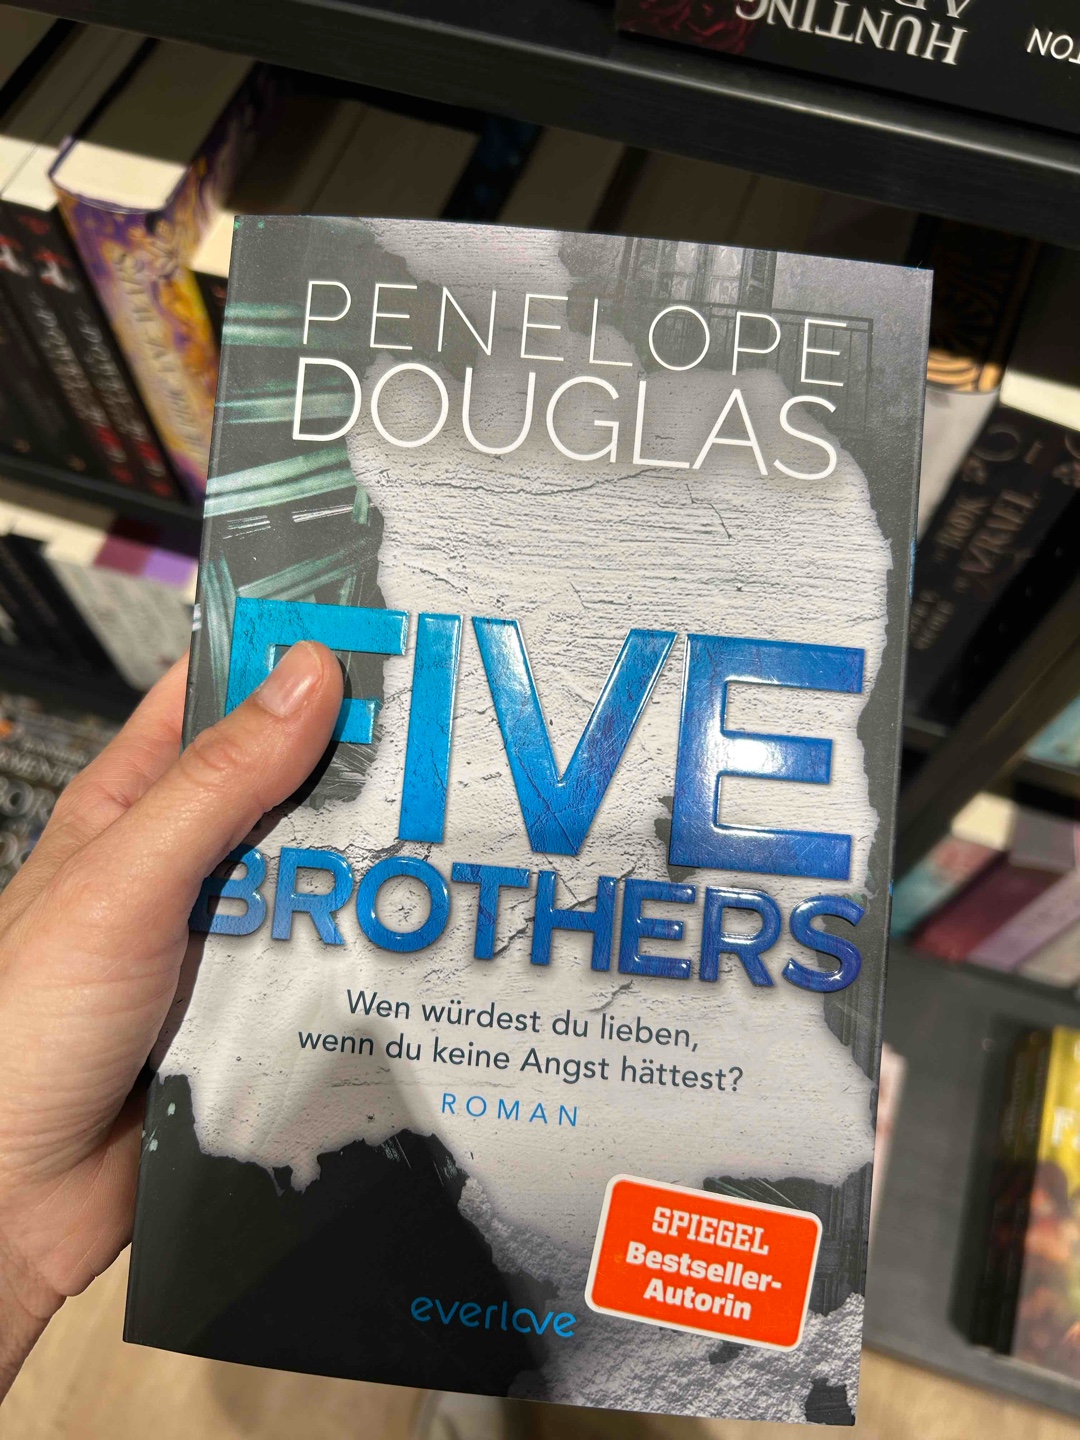 HUNTING
PENELOPE
DOUGLAS
FIVE
BROTHERS
Wen würdest du lieben,
wenn du keine Angst hättest?
ROMAN
SPIEGEL
Bestseller-
Autorin
everlove